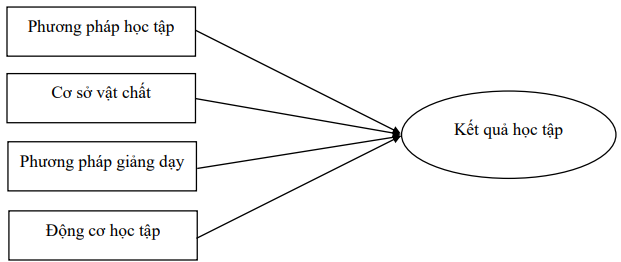 Phương pháp học tập
Cơ sở vật chất
Kết quả học tập
Phương pháp giảng dạy
Động cơ học tập